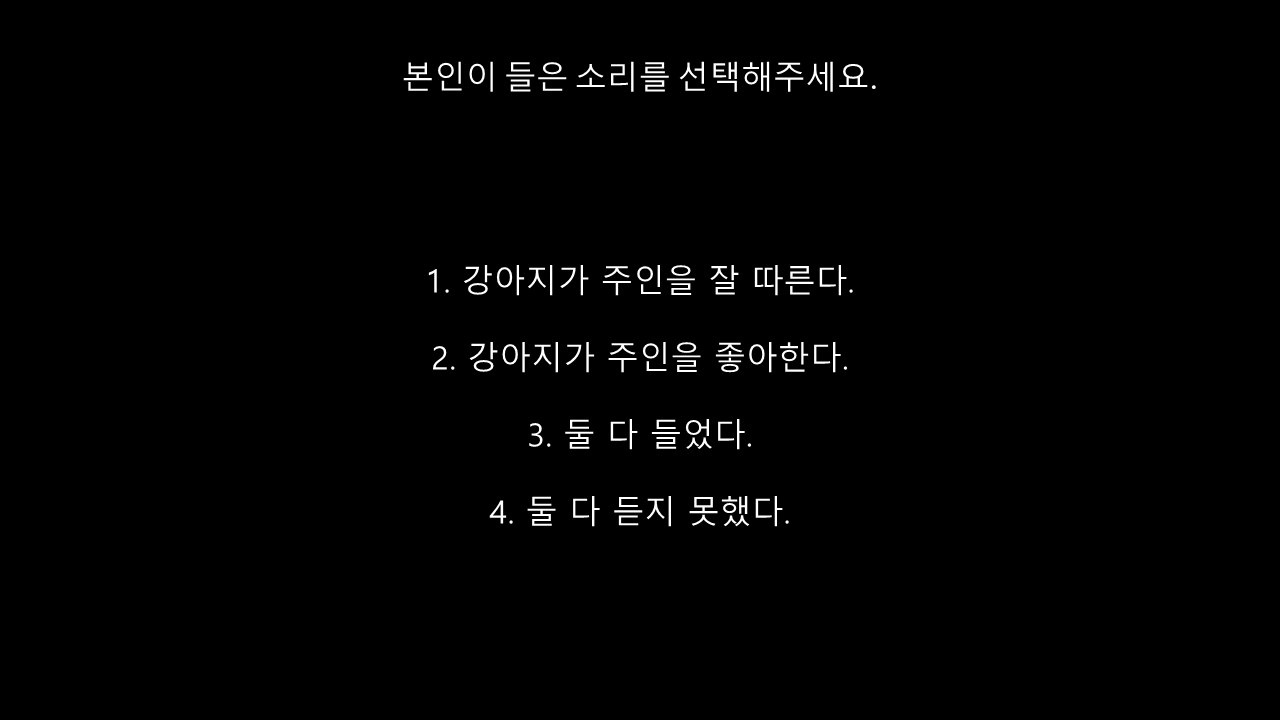 본인이 들은 소리를 선택해주세요.
1. 강아지가 주인을 잘 따른다.
2. 강아지가 주인을 좋아한다.
3. 둘 다 들었다.
4. 둘 다 듣지 못했다.